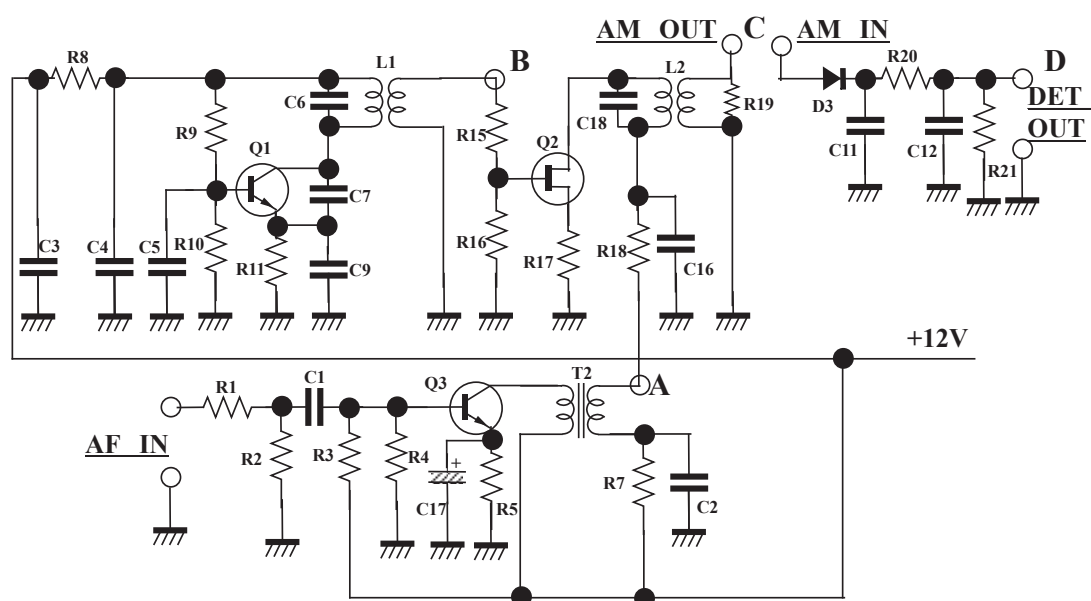 AM OUT C AM IN
R8 L1 B L2 R20 D
C6 R19 D3 DET
R9 R15 C18 C11 C12 OUT
Q1 Q2 R21
C7
C3 C4 C5 R10 R11 C9 R16 R17 R18 C16
+12V
C1 Q3 T2 A
R1
AF IN R2 R3 R4 + R7
C17 R5 C2